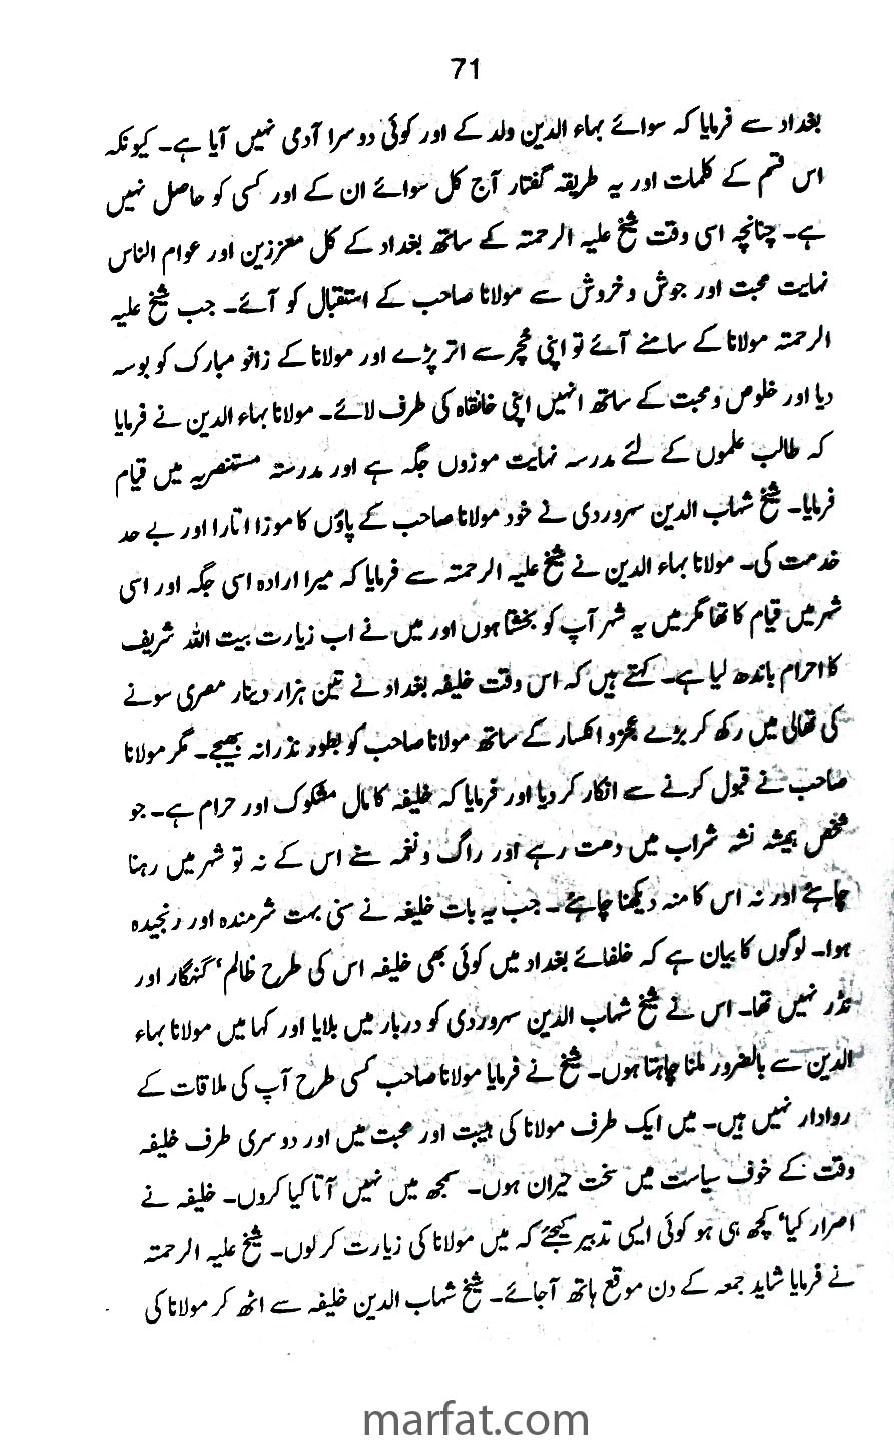 71
بغداد سے فرمایا کہ سوائے بہاء الدین ولد کے اور کوئی دوسرا آدمی نہیں آیا ہے۔ کیونکہ
اس قسم کے کلمات اور یہ طریقہ گفتار آج کل سوائے ان کے اور کسی کو حاصل نہیں
ہے۔ چنانچہ اسی وقت شیخ علیہ الرحمتہ کے ساتھ بغداد کے کل معززین اور عوام الناس
نہایت محبت اور جوش و خروش سے مولانا صاحب کے استقبال کو آئے۔ جب شیخ علیہ
الرحمتہ مولانا کے سامنے آئے تو اپنی خچر سے اتر پڑے اور مولانا کے زانو مبارک کو بوسہ
دیا اور خلوص و محبت کے ساتھ انہیں اپنی خانقاہ کی طرف لائے۔ مولانا بہاء الدین نے فرمایا
کہ طالب علموں کے لئے مدرسہ نہایت موزوں جگہ ہے اور مدرستہ مستنصریہ میں قیام
فرمایا۔ شیخ شہاب الدین سہروردی نے خود مولانا صاحب کے پاؤں کا موزا اتارا اور بے حد
خدمت کی۔ مولانا بہاء الدین نے شیخ علیہ الرحمتہ سے فرمایا کہ میرا ارادہ اسی جگہ اور اسی
شہر میں قیام کا تھا مگر میں یہ شہر آپ کو بخشتا ہوں اور میں نے اب زیارت بیت اللہ شریف
کا احرام باندھ لیا ہے۔ کہتے ہیں کہ اس وقت خلیفہ بغداد نے تین ہزار دینار مصری سونے
کی تھالی میں رکھ کر بڑے عجز و انکسار کے ساتھ مولانا صاحب کو بطور نذرانہ بھیجے۔ مگر مولانا
صاحب نے قبول کرنے سے انکار کر دیا اور فرمایا کہ خلیفہ کا مال مشکوک اور حرام ہے۔ جو
شخص ہمیشہ نشہ شراب میں دھت رہے اور راگ و نغمہ سنے اس کے نہ تو شہر میں رہنا
چاہئے اور نہ اس کا منہ دیکھنا چاہئے۔ جب یہ بات خلیفہ نے سنی بہت شرمندہ اور رنجیدہ
ہوا۔ لوگوں کا بیان ہے کہ خلفائے بغداد میں کوئی بھی خلیفہ اس کی طرح ظالم‘ گنہگار اور
نڈر نہیں تھا۔ اس نے شیخ شہاب الدین سہروردی کو دربار میں بلایا اور کہا میں مولانا بہاء
الدین سے بالضرور ملنا چاہتا ہوں۔ شیخ نے فرمایا مولانا صاحب کسی طرح آپ کی ملاقات کے
روادار نہیں ہیں۔ میں ایک طرف مولانا کی ہیبت اور محبت میں اور دوسری طرف خلیفہ
وقت کے خوف سیاست میں سخت حیران ہوں۔ سمجھ میں نہیں آتا کیا کروں۔ خلیفہ نے
اصرار کیا‘ کچھ ہی ہو کوئی ایسی تدبیر کیجئے کہ میں مولانا کی زیارت کر لوں۔ شیخ علیہ الرحمتہ
نے فرمایا شاید جمعہ کے دن موقع ہاتھ آ جائے۔ شیخ شہاب الدین خلیفہ سے اٹھ کر مولانا کی
marfat.com